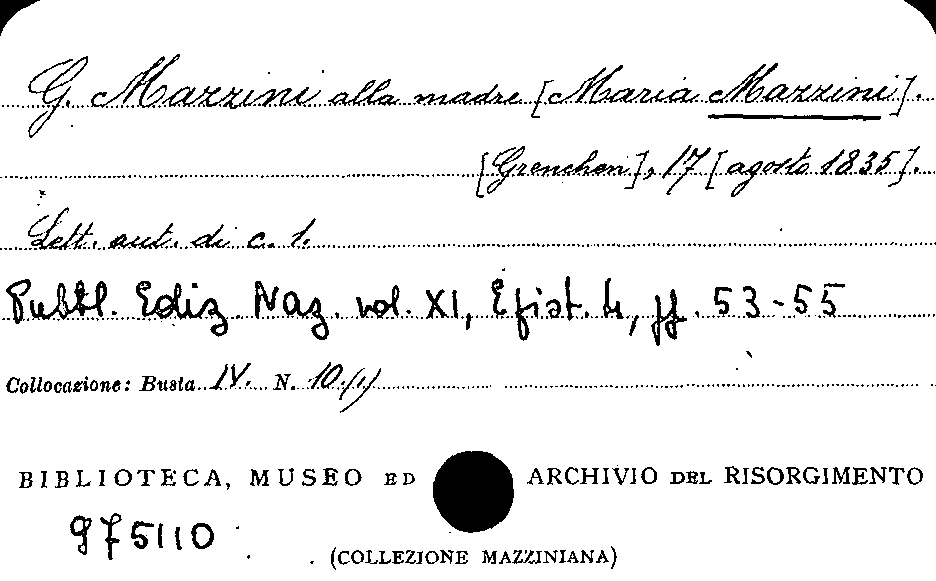 G. Mazzini alla madre [Maria Mazzini].
[Grenchen], 17 [agosto 1835].
Lett. aut. di c. 1.
Pubbl. Ediz. Naz. vol. XI, Epist. 4, pp. 53-55
Collocazione: Busta IV. N. 10.(1)
BIBLIOTECA, MUSEO ED ARCHIVIO DEL RISORGIMENTO
975110
(COLLEZIONE MAZZINIANA)